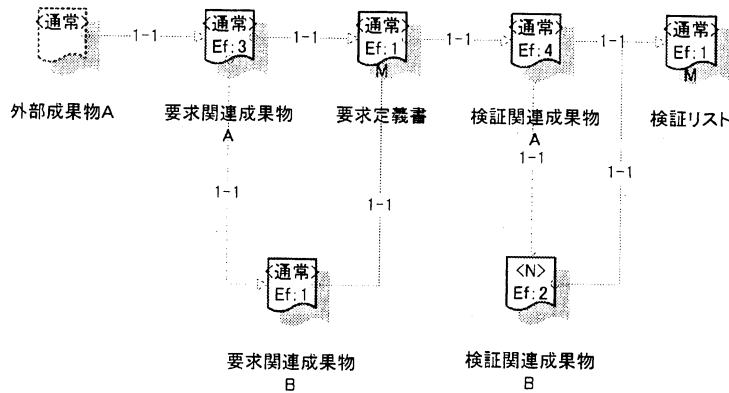 <通常>
1-1
<通常>
Ef:3
1-1
<通常>
Ef:1
M
1-1
<通常>
Ef:4
1-1
<通常>
Ef:1
M
外部成果物A
要求関連成果物
A
要求定義書
検証関連成果物
A
検証リスト
1-1
1-1
1-1
1-1
<通常>
Ef:1
<N>
Ef:2
要求関連成果物
B
検証関連成果物
B